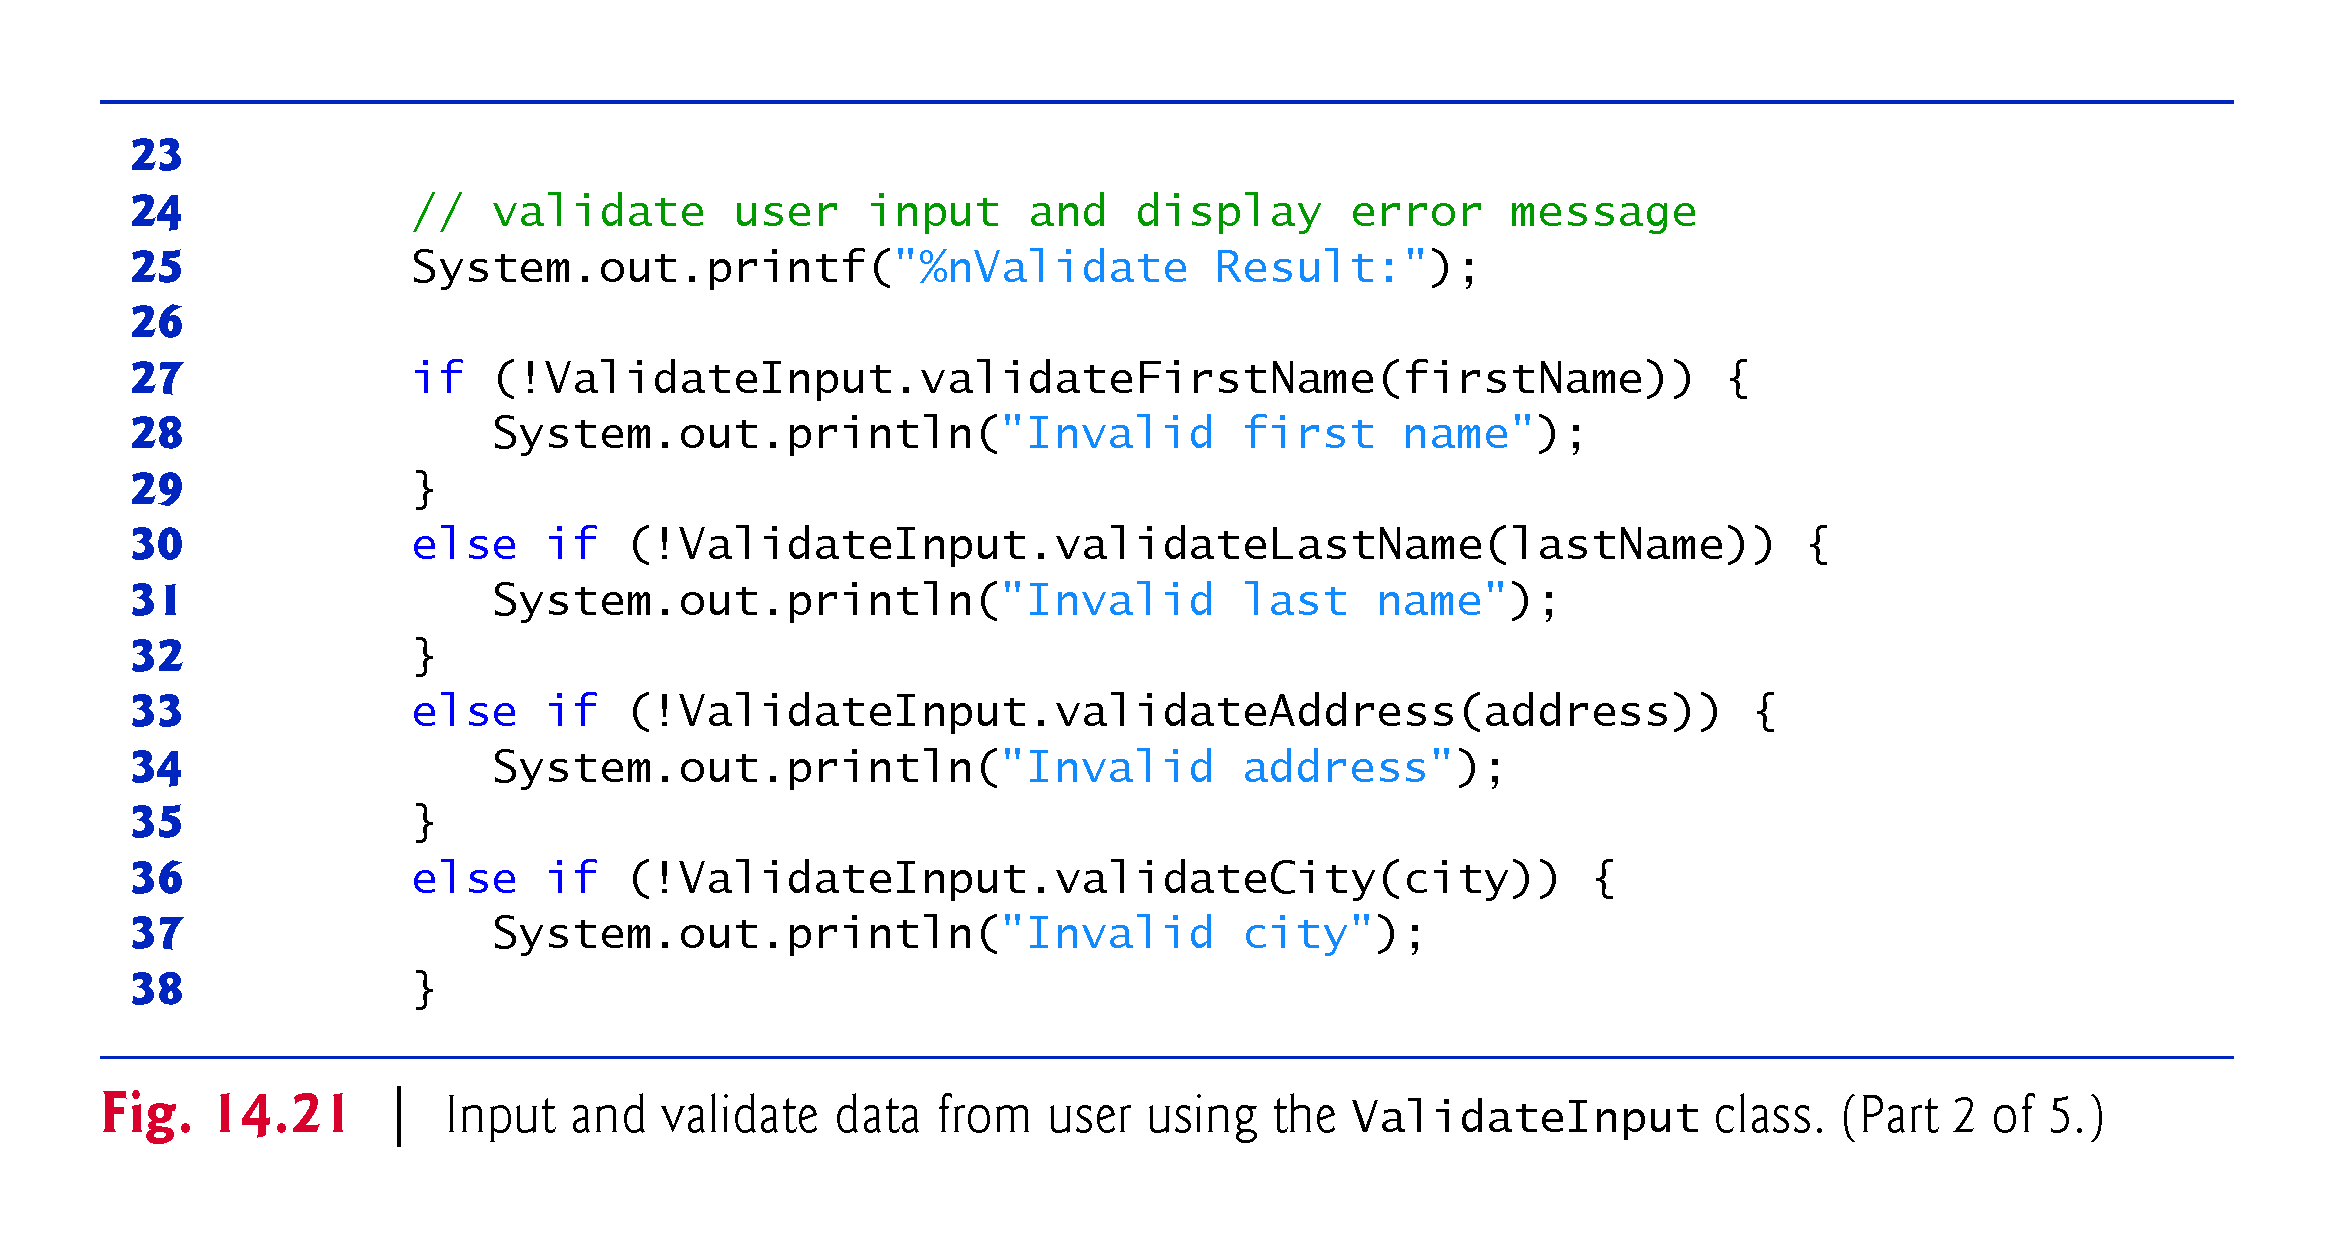 23
24 // validate user input and display error message
25 System.out.printf("%nValidate Result:");
26
27 if (!ValidateInput.validateFirstName(firstName)) {
28 System.out.println("Invalid first name");
29 }
30 else if (!ValidateInput.validateLastName(lastName)) {
31 System.out.println("Invalid last name");
32 }
33 else if (!ValidateInput.validateAddress(address)) {
34 System.out.println("Invalid address");
35 }
36 else if (!ValidateInput.validateCity(city)) {
37 System.out.println("Invalid city");
38 }
Fig. 14.21 | Input and validate data from user using the ValidateInput class. (Part 2 of 5.)